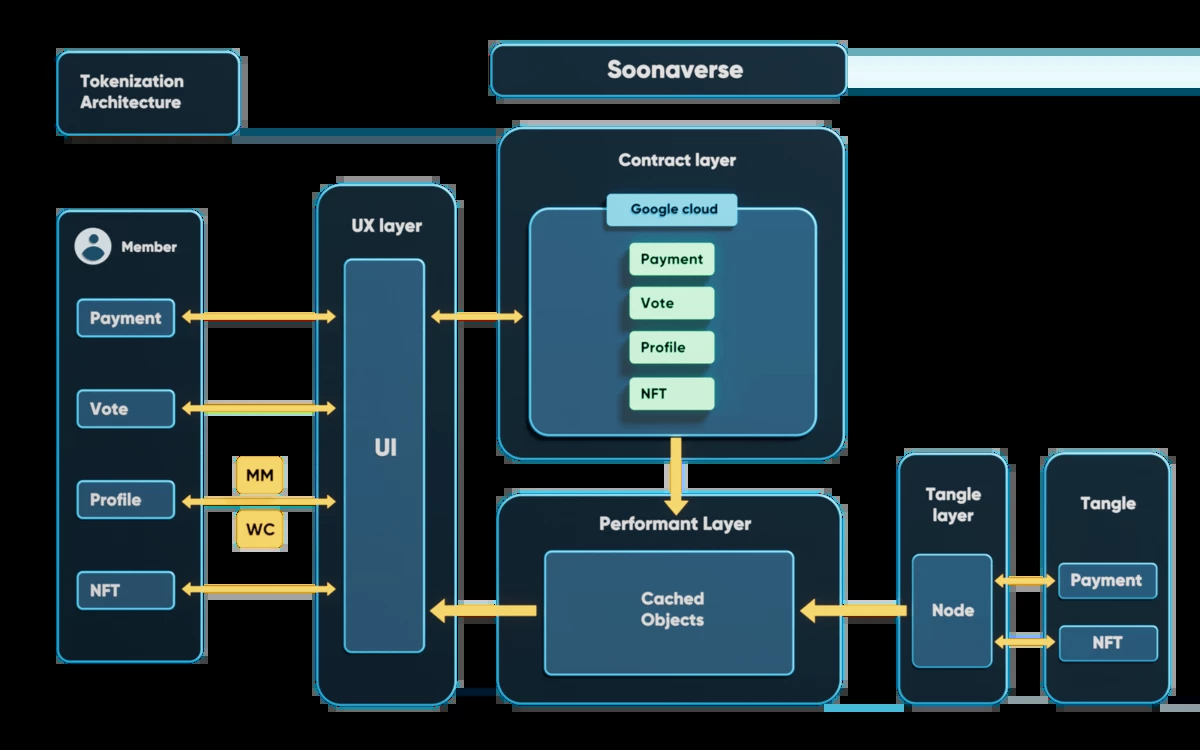 Tokenization
Architecture
Soonaverse
Member
Payment
Vote
Profile
NFT
MM
WC
UX layer
UI
Contract layer
Google cloud
Payment
Vote
Profile
NFT
Performant Layer
Cached
Objects
Tangle
layer
Node
Tangle
Payment
NFT